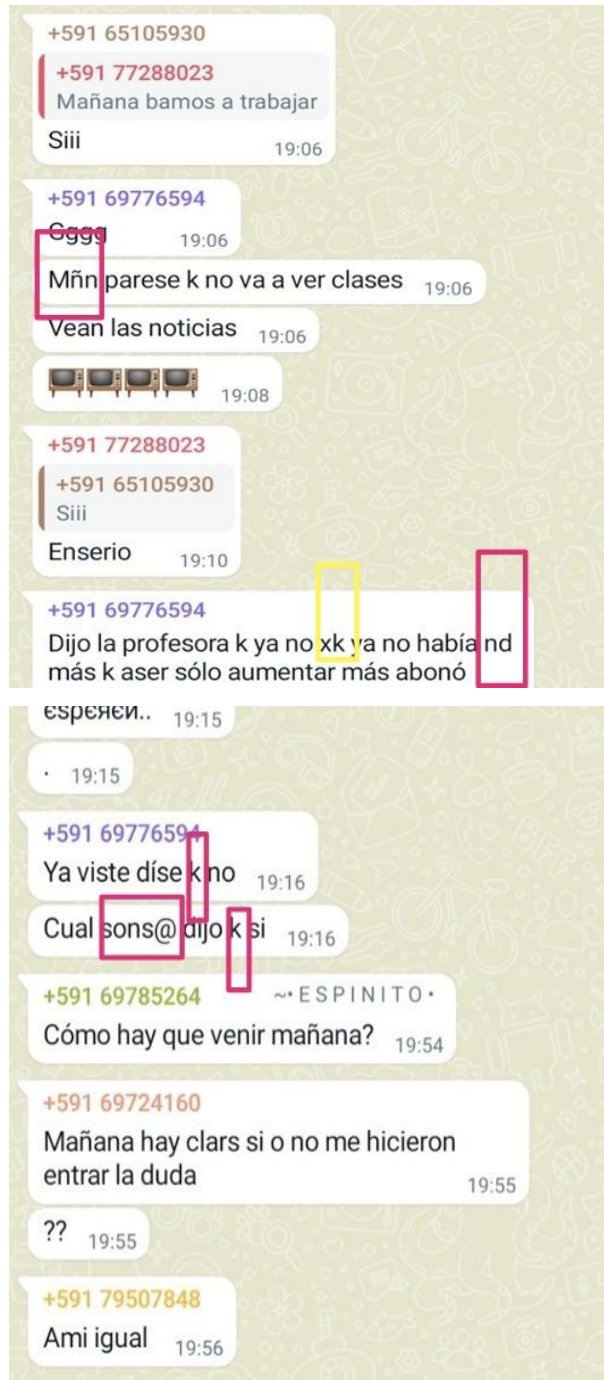 +591 65105930
+591 77288023
Mañana bamos a trabajar
Siii
19:06
+591 69776594
Gggg
19:06
Mñn parese k no va a ver clases
19:06
Vean las noticias
19:06
19:08
+591 77288023
+591 65105930
Siii
Enserio
19:10
+591 69776594
Dijo la profesora k ya no xk ya no había nd
más k aser sólo aumentar más abonó
єѕρєяєи..
19:15
.
19:15
+591 69776594
Ya viste díse k no
19:16
Cual sons@ dijo k si
19:16
+591 69785264
~•ESPINITO•
Cómo hay que venir mañana?
19:54
+591 69724160
Mañana hay clars si o no me hicieron
entrar la duda
19:55
??
19:55
+591 79507848
Ami igual
19:56